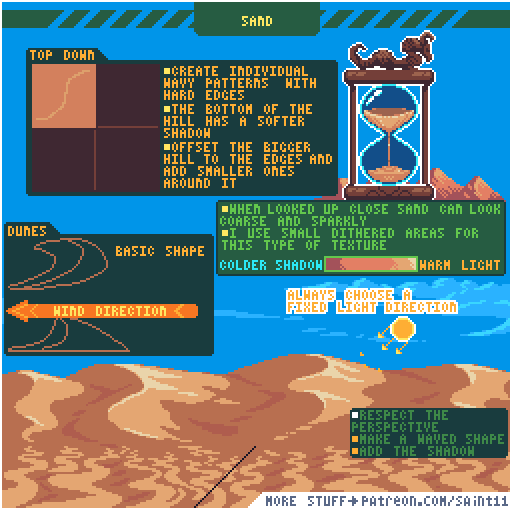 SAND
TOP DOWN
CREATE INDIVIDUAL
WAVY PATTERNS WITH
HARD EDGES
THE BOTTOM OF THE
HILL HAS A SOFTER
SHADOW
OFFSET THE BIGGER
HILL TO THE EDGES AND
ADD SMALLER ONES
AROUND IT
WHEN LOOKED UP CLOSE SAND CAN LOOK
COARSE AND SPARKLY
I USE SMALL DITHERED AREAS FOR
THIS TYPE OF TEXTURE
COLDER SHADOW WARM LIGHT
DUNES
BASIC SHAPE
WIND DIRECTION
ALWAYS CHOOSE A
FIXED LIGHT DIRECTION
RESPECT THE
PERSPECTIVE
MAKE A WAVED SHAPE
ADD THE SHADOW
MORE STUFF→PATREON.COM/SAINT11